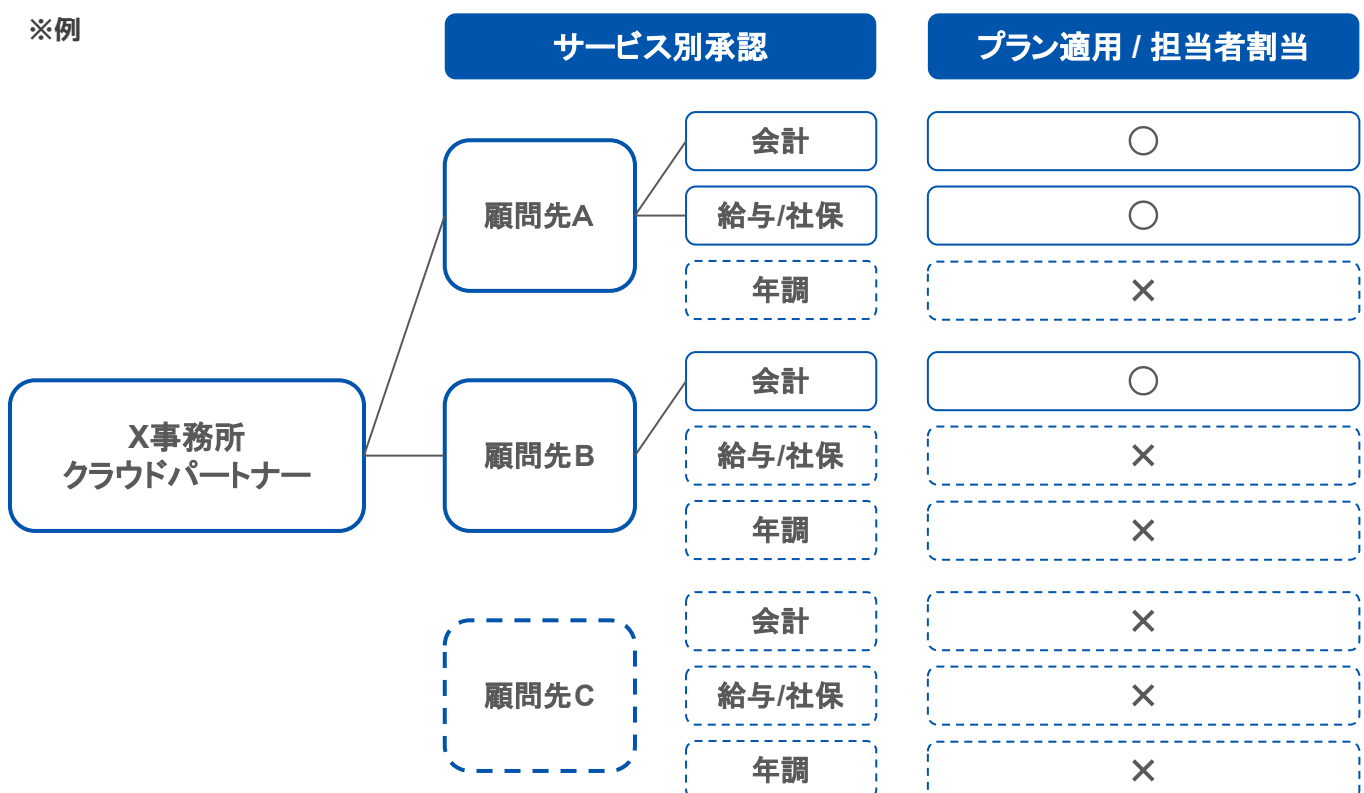 ※例
サービス別承認
プラン適用 / 担当者割当
顧問先A
会計
○
給与/社保
○
年調
×
X事務所
クラウドパートナー
顧問先B
会計
○
給与/社保
×
年調
×
顧問先C
会計
×
給与/社保
×
年調
×